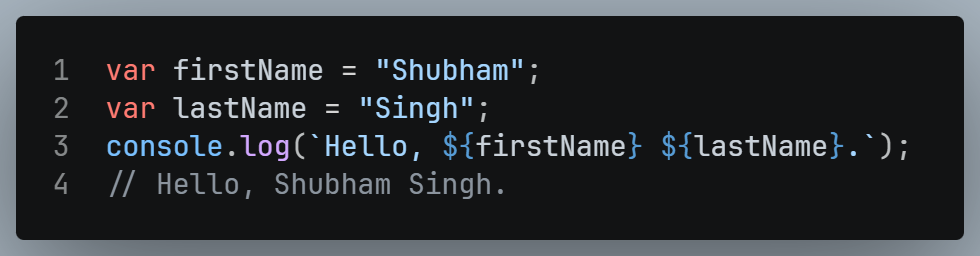 1 var firstName = "Shubham";
2 var lastName = "Singh";
3 console.log(`Hello, ${firstName} ${lastName}.`);
4 // Hello, Shubham Singh.